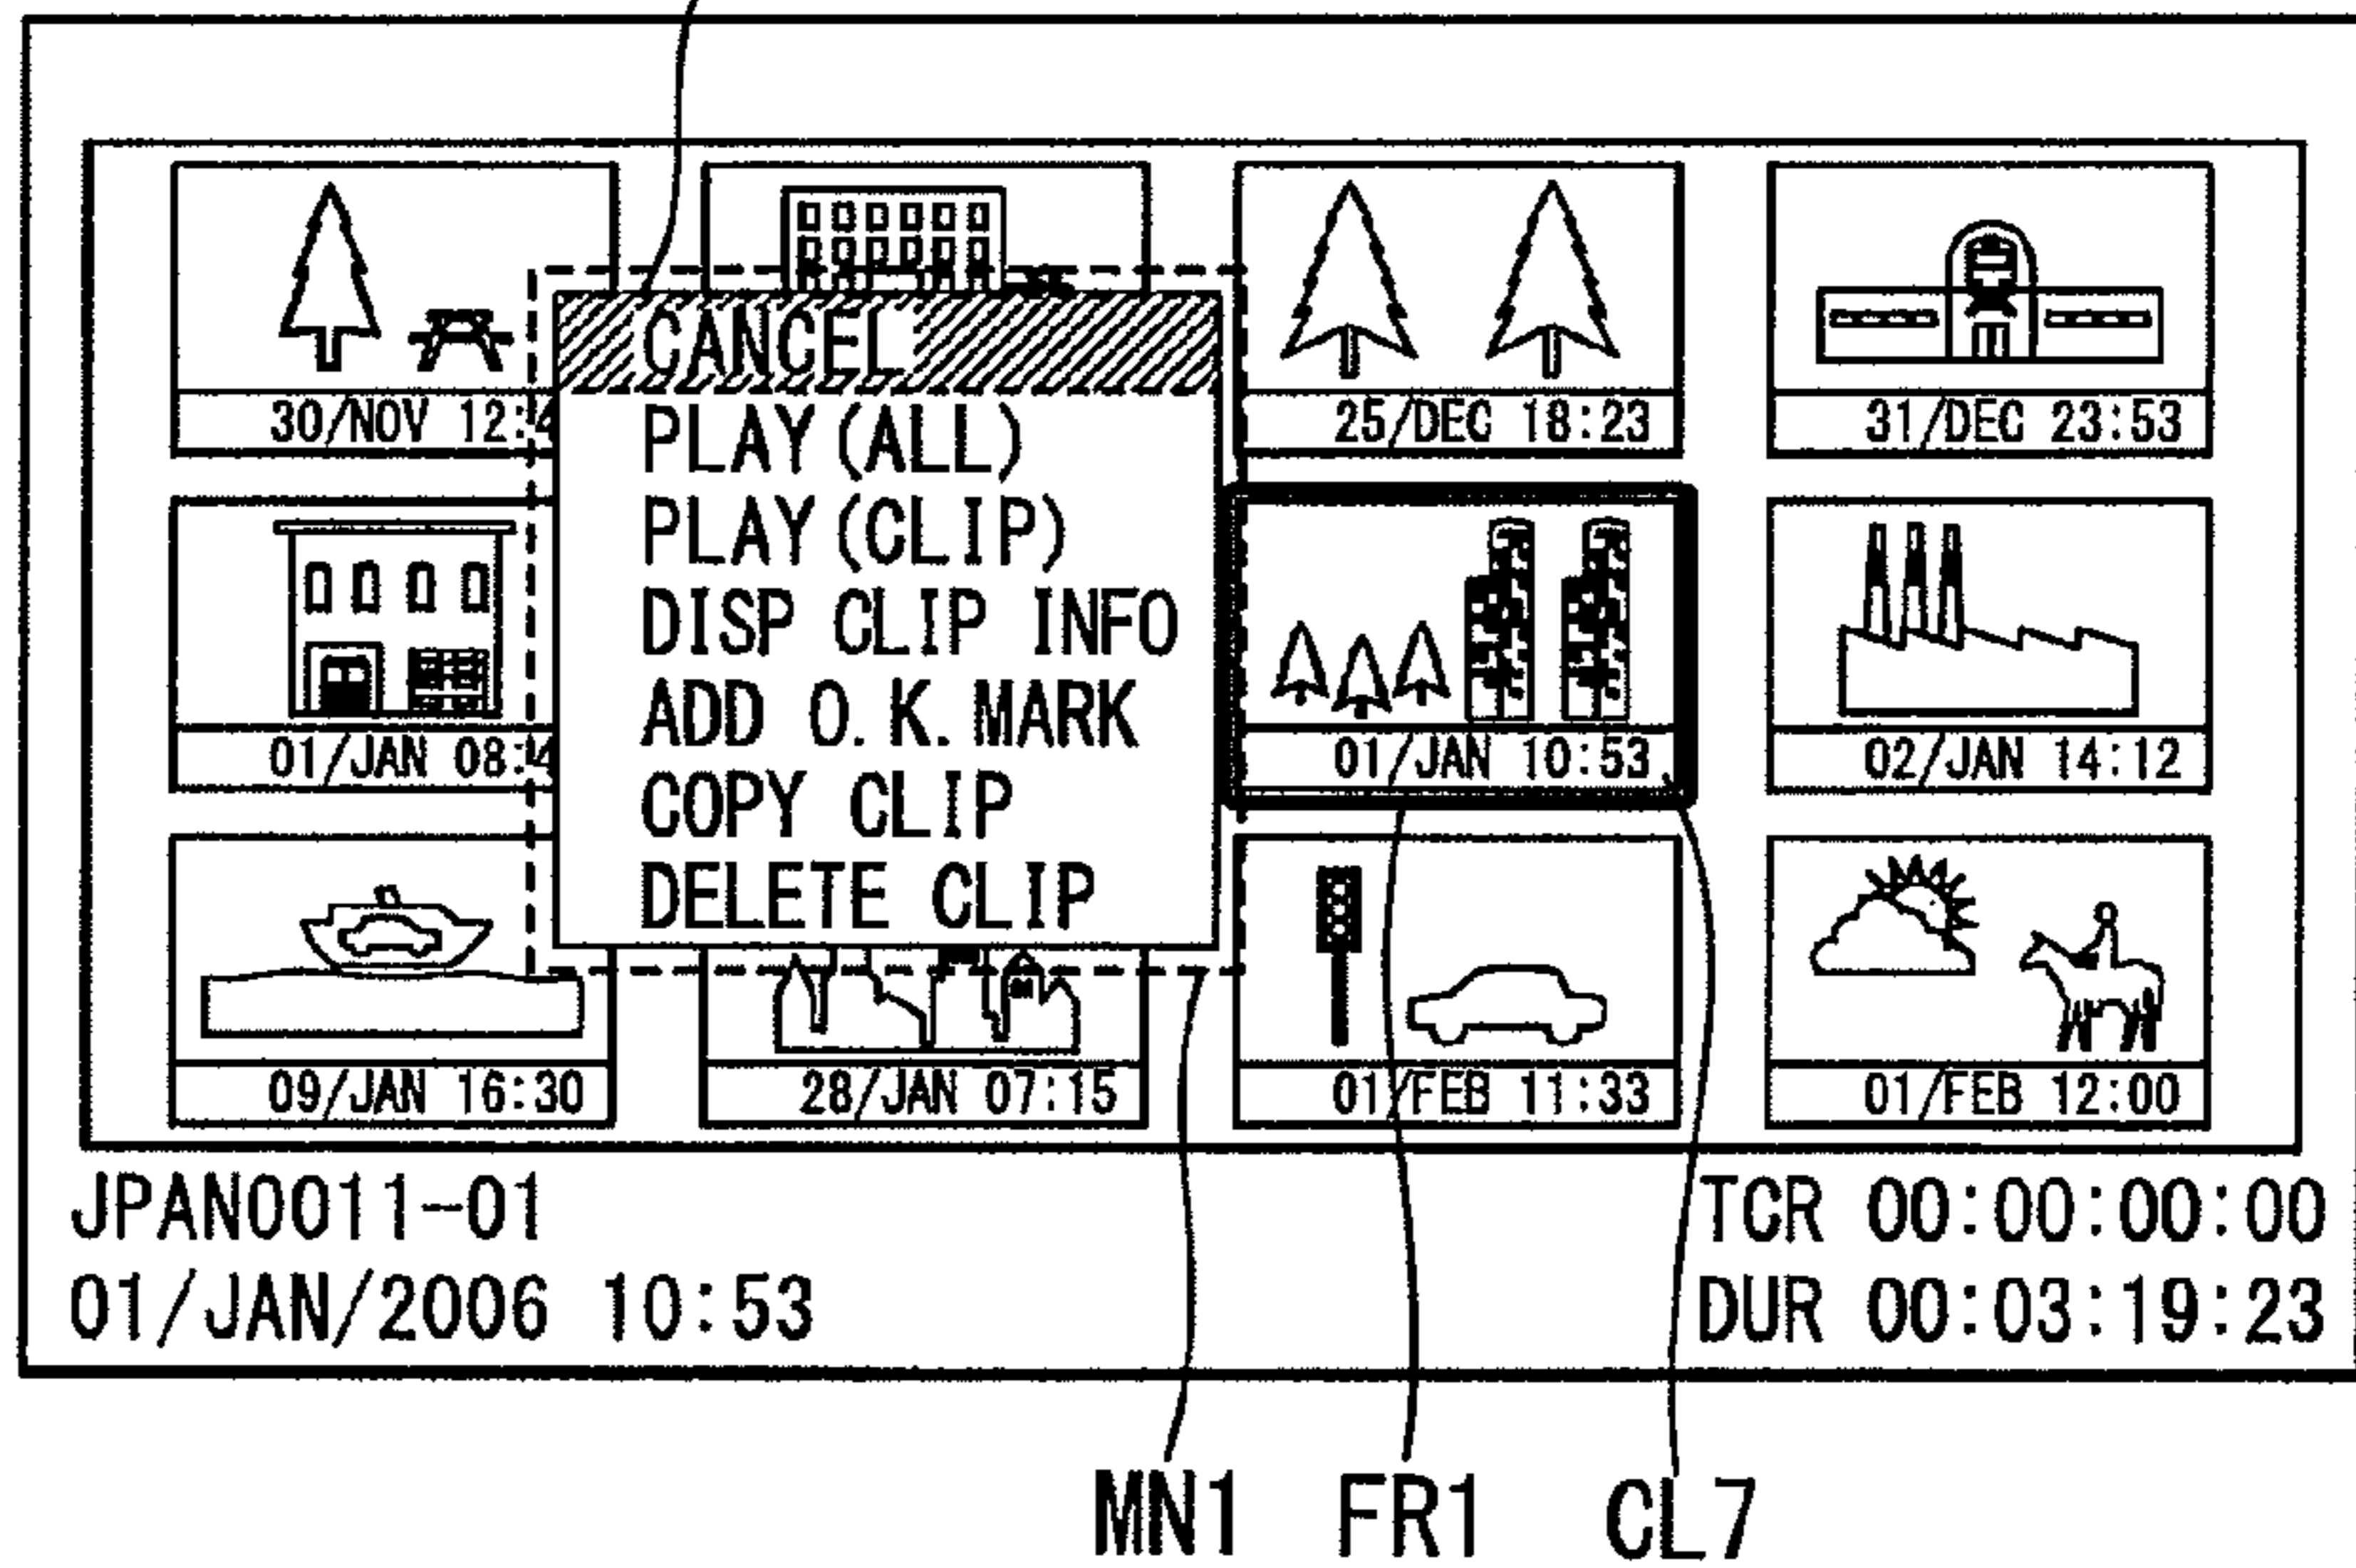 CANCEL
PLAY(ALL)
PLAY(CLIP)
DISP CLIP INFO
ADD O.K.MARK
COPY CLIP
DELETE CLIP
30/NOV
25/DEC 18:23
31/DEC 23:53
01/JAN
01/JAN 10:53
02/JAN 14:12
09/JAN 16:30
28/JAN 07:15
01/FEB 11:33
01/FEB 12:00
JPAN0011-01
TCR 00:00:00:00
01/JAN/2006 10:53
DUR 00:03:19:23
MN1 FR1 CL7